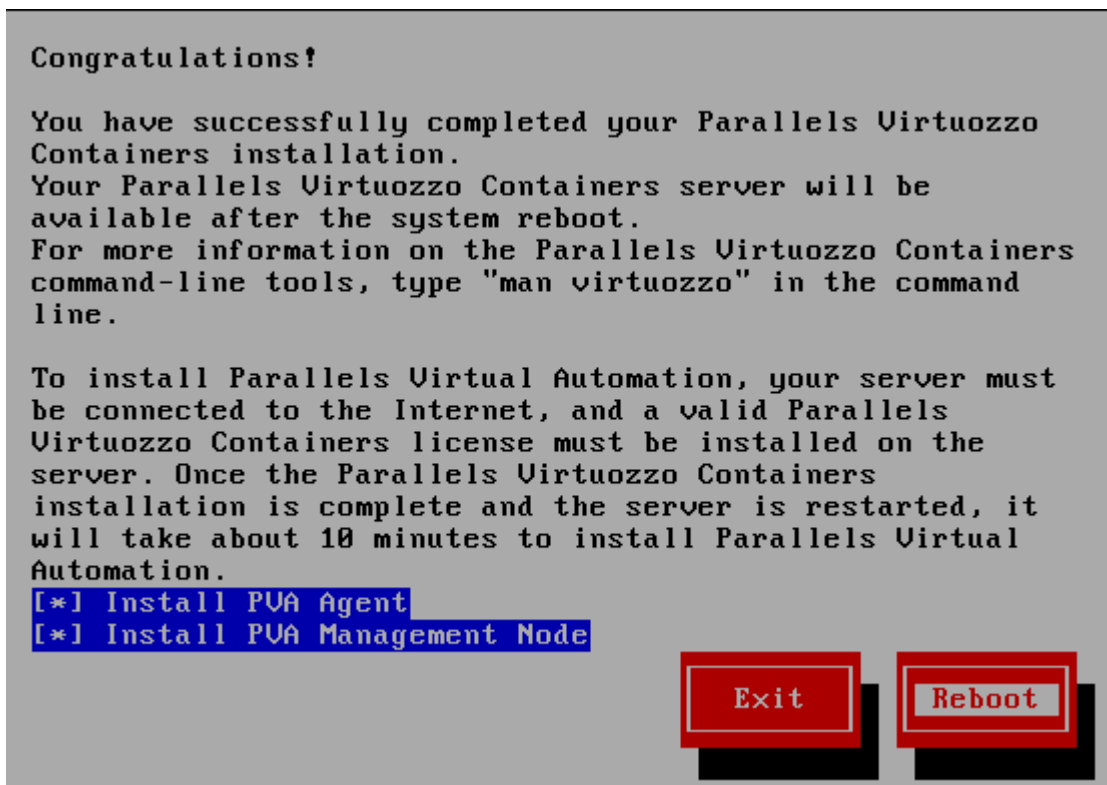 Congratulations!
You have successfully completed your Parallels Virtuozzo
Containers installation.
Your Parallels Virtuozzo Containers server will be
available after the system reboot.
For more information on the Parallels Virtuozzo Containers
command-line tools, type "man virtuozzo" in the command
line.
To install Parallels Virtual Automation, your server must
be connected to the Internet, and a valid Parallels
Virtuozzo Containers license must be installed on the
server. Once the Parallels Virtuozzo Containers
installation is complete and the server is restarted, it
will take about 10 minutes to install Parallels Virtual
Automation.
[*] Install PVA Agent
[*] Install PVA Management Node
Exit Reboot